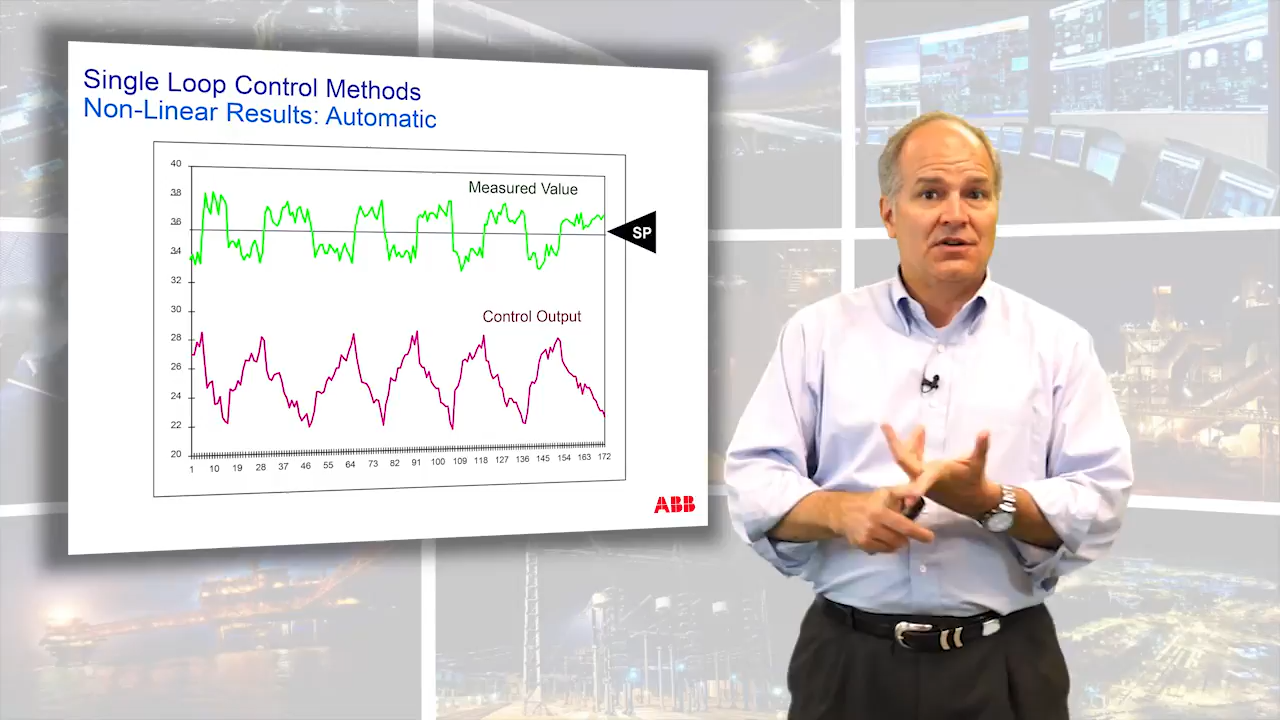 Single Loop Control Methods
Non-Linear Results: Automatic
40
38
36
34
32
30
28
26
24
22
20
Measured Value
SP
Control Output
1 10 19 28 37 46 55 64 73 82 91 100 109 118 127 136 145 154 163 172
ABB